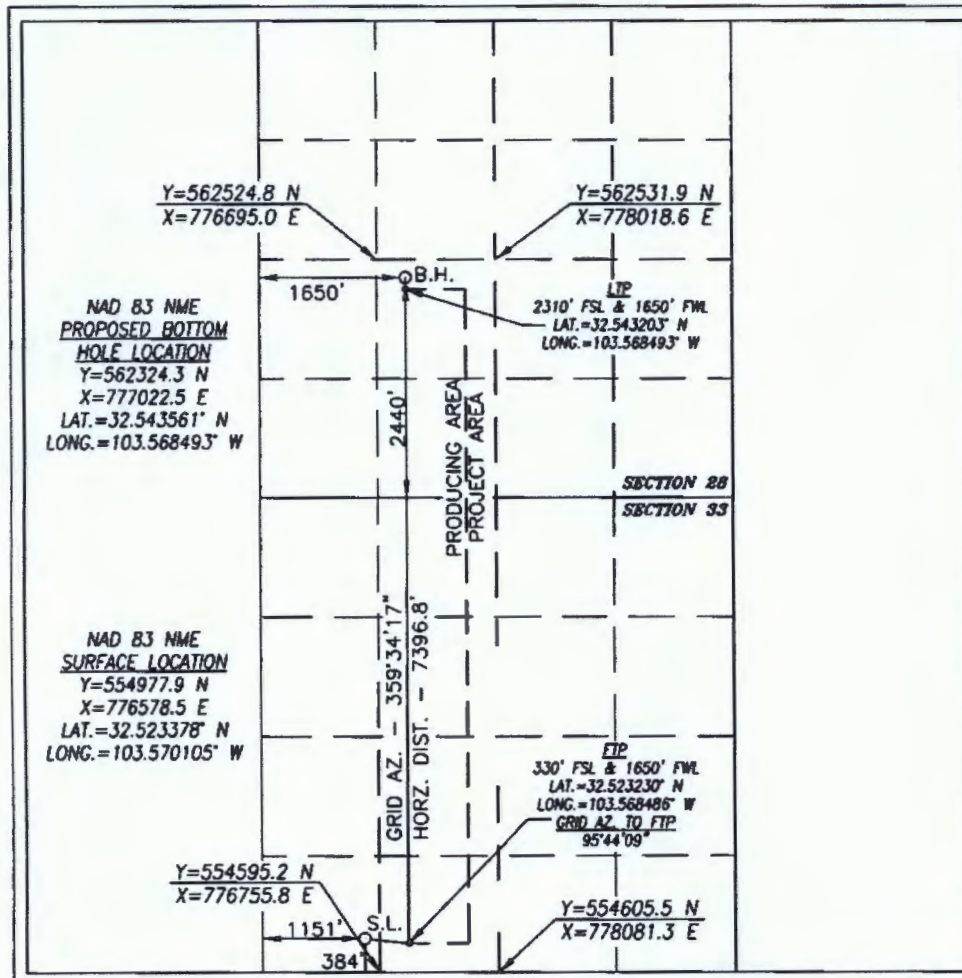 Y=562524.8 N
X=776695.0 E
Y=562531.9 N
X=778018.6 E
B.H.
1650'
LTP
2310' FSL & 1650' FWL
LAT.=32.543203° N
LONG.=103.568493° W
NAD 83 NME
PROPOSED BOTTOM
HOLE LOCATION
Y=562324.3 N
X=777022.5 E
LAT.=32.543561° N
LONG.=103.568493° W
2440'
PRODUCING AREA
PROJECT AREA
SECTION 28
SECTION 33
GRID AZ. - 359°34'17"
HORZ. DIST. - 7396.8'
NAD 83 NME
SURFACE LOCATION
Y=554977.9 N
X=776578.5 E
LAT.=32.523378° N
LONG.=103.570105° W
FTP
330' FSL & 1650' FWL
LAT.=32.523230° N
LONG.=103.568486° W
GRID AZ. TO FTP
95°44'09"
Y=554595.2 N
X=776755.8 E
Y=554605.5 N
X=778081.3 E
1151'
S.L.
384'